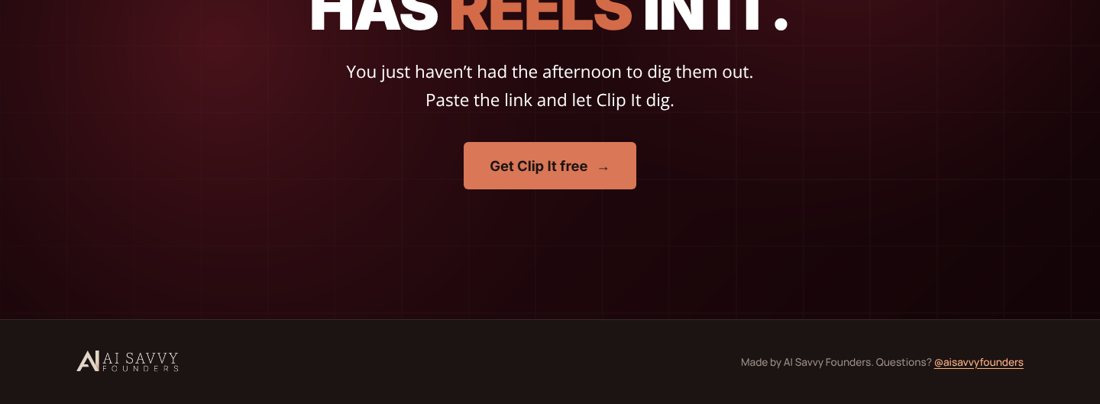 HAS REELS IN IT.
You just haven’t had the afternoon to dig them out.
Paste the link and let Clip It dig.
Get Clip It free →
AI AI SAVVY
FOUNDERS
Made by AI Savvy Founders. Questions? @aisavvyfounders